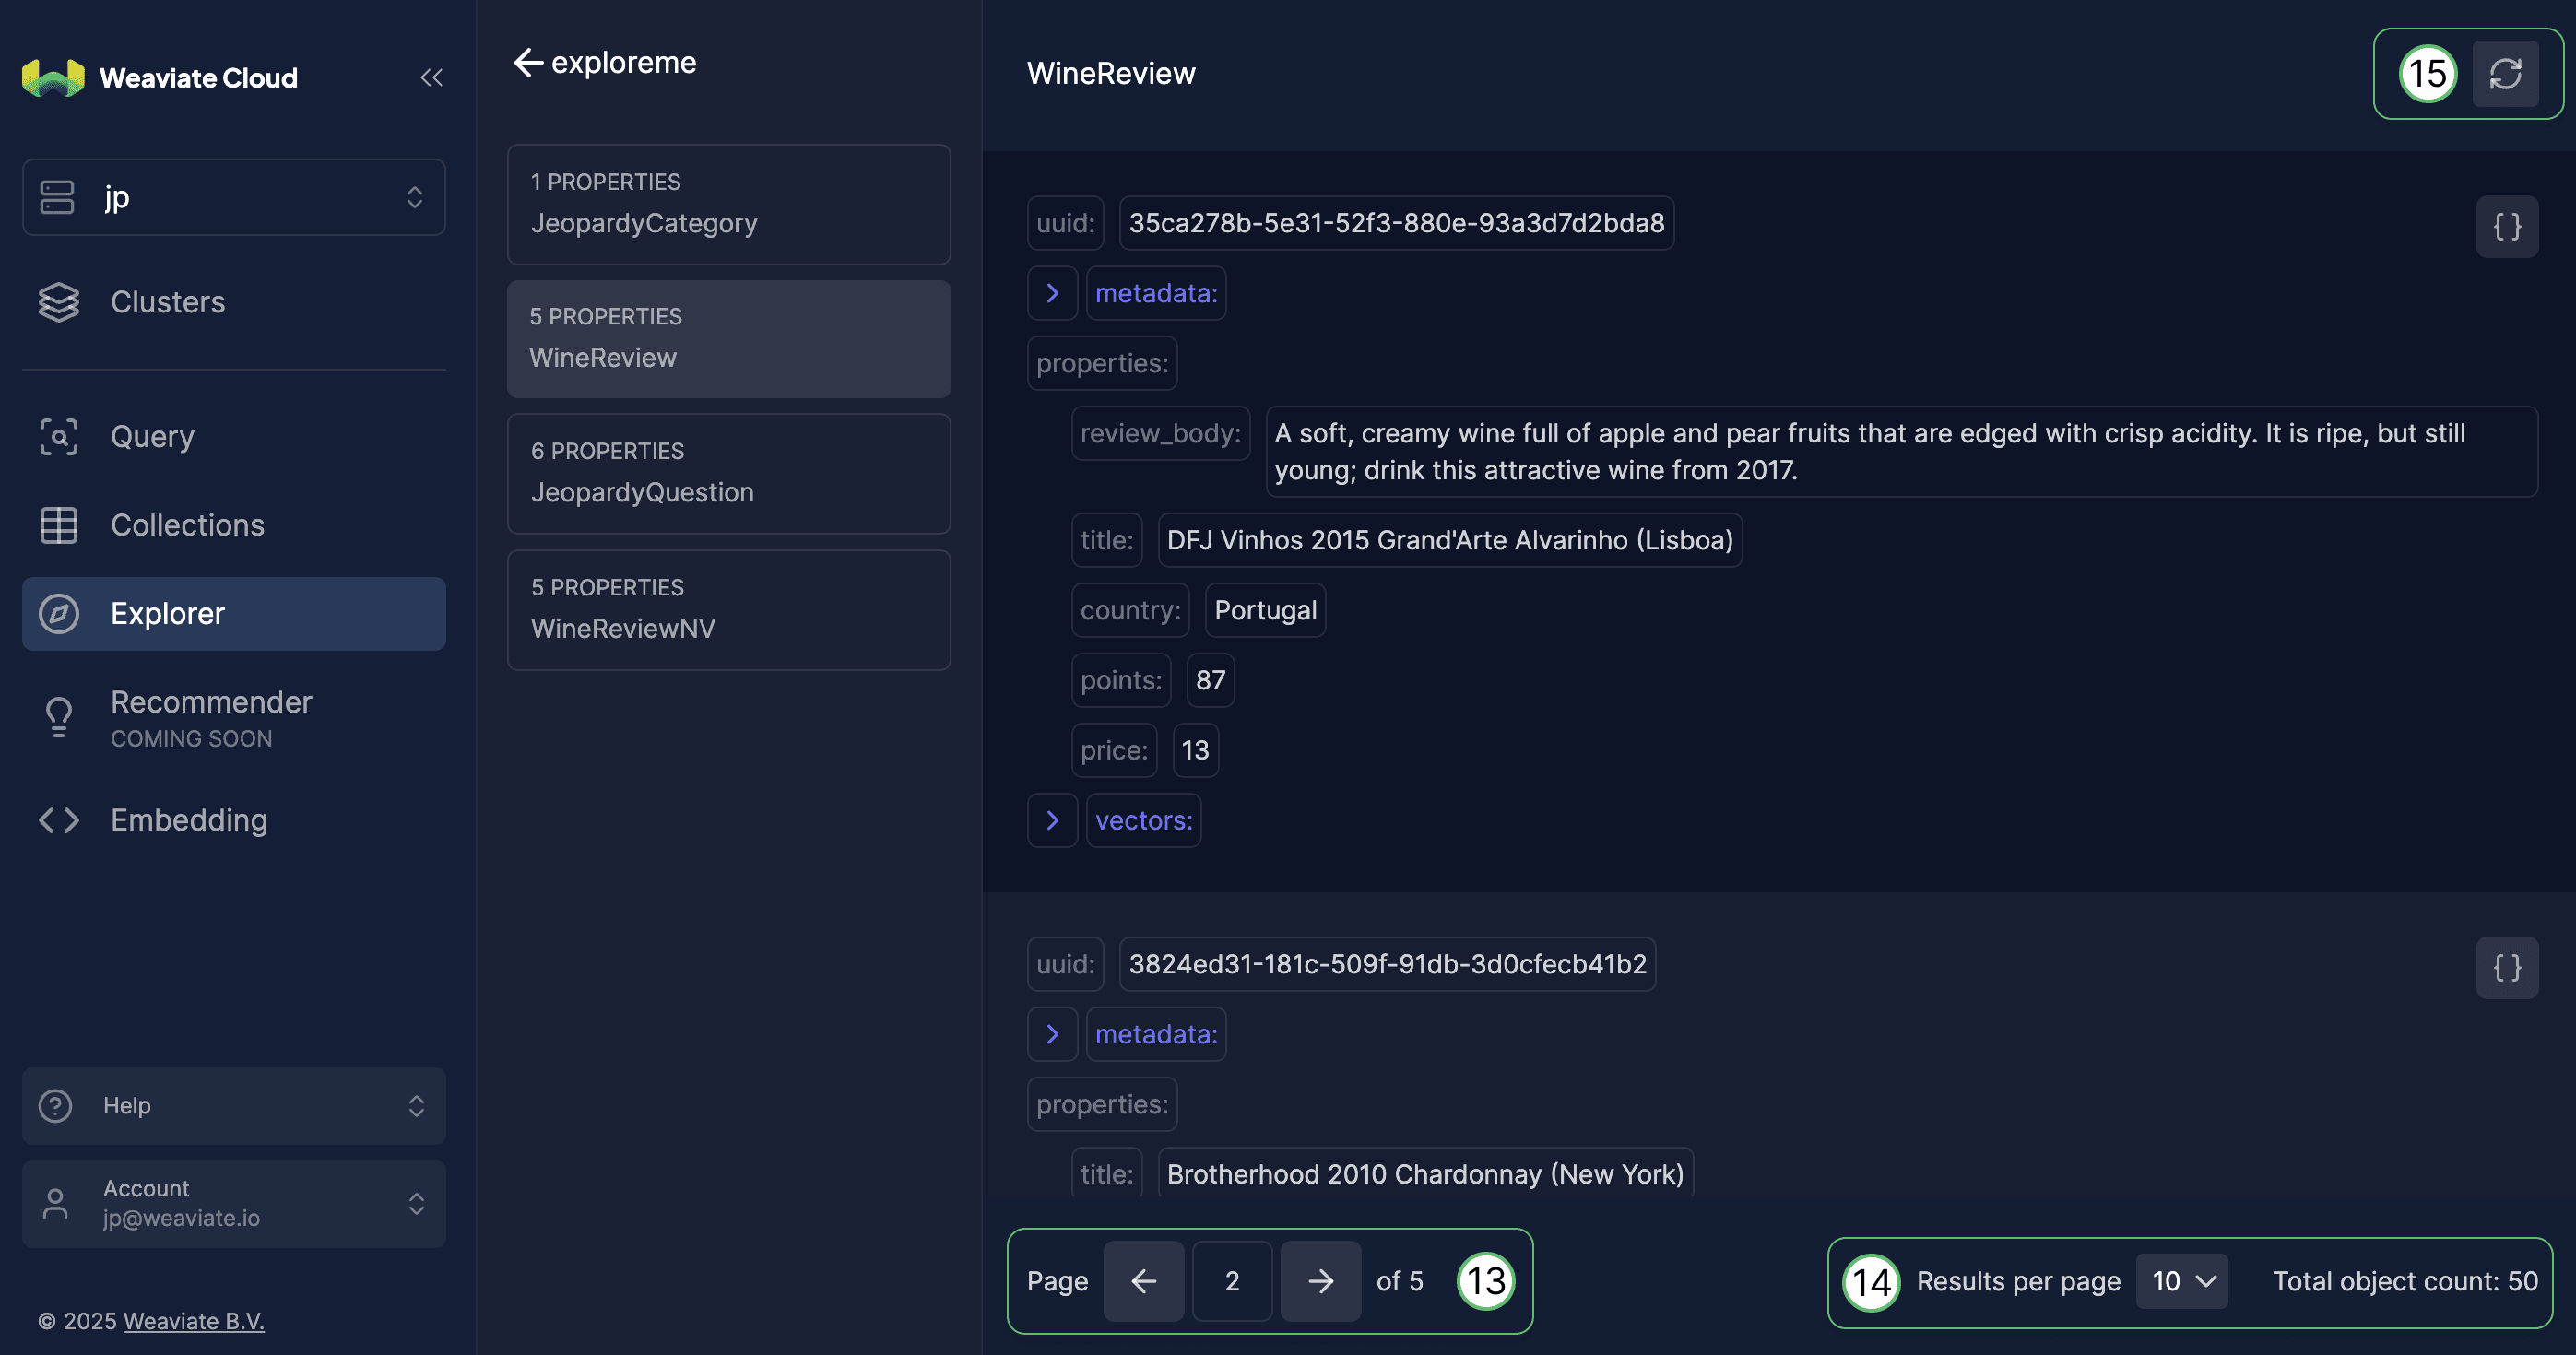 Weaviate Cloud
jp
Clusters
Query
Collections
Explorer
Recommender
COMING SOON
Embedding
Help
Account
jp@weaviate.io
© 2025 Weaviate B.V.
exploreme
1 PROPERTIES
JeopardyCategory
5 PROPERTIES
WineReview
6 PROPERTIES
JeopardyQuestion
5 PROPERTIES
WineReviewNV
WineReview
15
uuid: 35ca278b-5e31-52f3-880e-93a3d7d2bda8
{ }
metadata:
properties:
review_body: A soft, creamy wine full of apple and pear fruits that are edged with crisp acidity. It is ripe, but still
young; drink this attractive wine from 2017.
title: DFJ Vinhos 2015 Grand'Arte Alvarinho (Lisboa)
country: Portugal
points: 87
price: 13
vectors:
uuid: 3824ed31-181c-509f-91db-3d0cfecb41b2
{ }
metadata:
properties:
title: Brotherhood 2010 Chardonnay (New York)
Page 2 of 5 13
14 Results per page 10 Total object count: 50